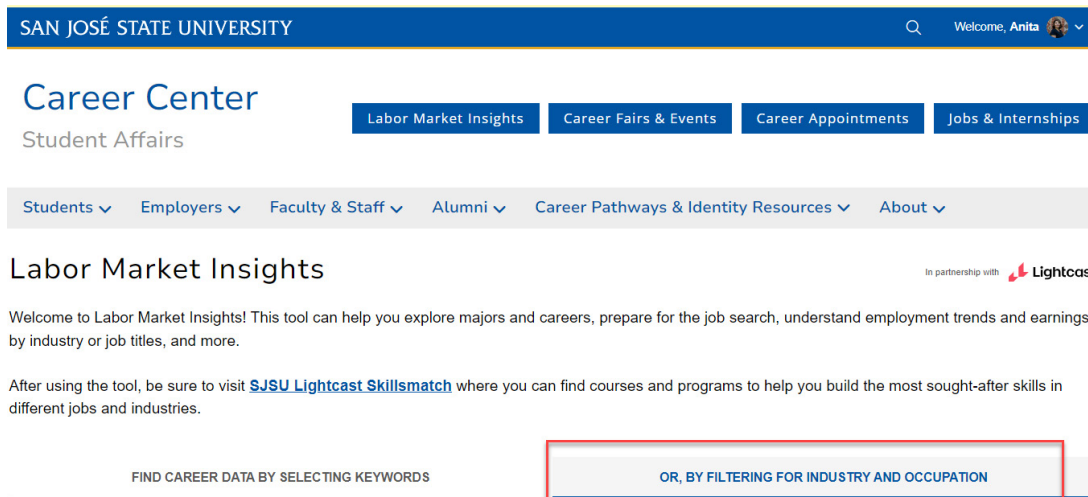 SAN JOSÉ STATE UNIVERSITY
Welcome, Anita
Career Center
Student Affairs
Labor Market Insights
Career Fairs & Events
Career Appointments
Jobs & Internships
Students
Employers
Faculty & Staff
Alumni
Career Pathways & Identity Resources
About
Labor Market Insights
In partnership with Lightcas
Welcome to Labor Market Insights! This tool can help you explore majors and careers, prepare for the job search, understand employment trends and earnings
by industry or job titles, and more.
After using the tool, be sure to visit SJSU Lightcast Skillsmatch where you can find courses and programs to help you build the most sought-after skills in
different jobs and industries.
FIND CAREER DATA BY SELECTING KEYWORDS
OR, BY FILTERING FOR INDUSTRY AND OCCUPATION